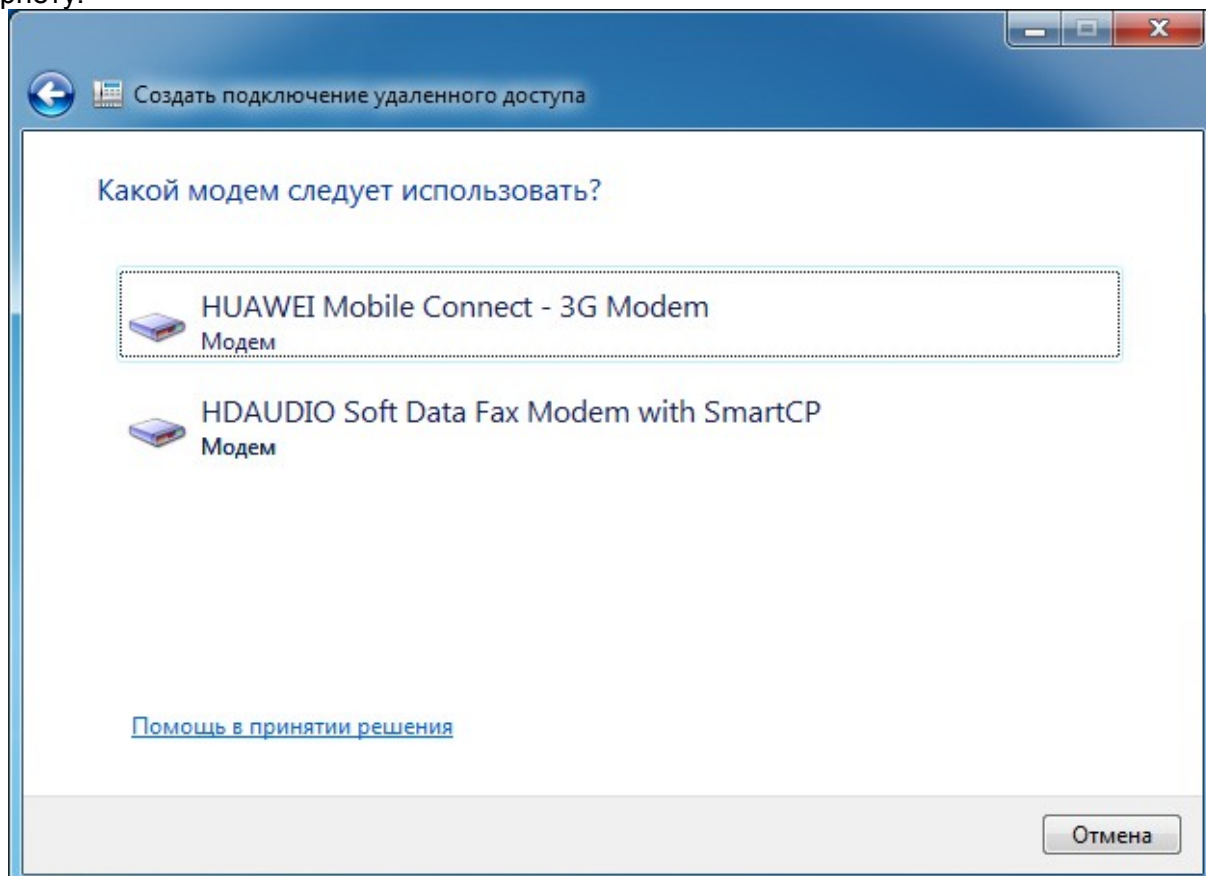 рнету.
Создать подключение удаленного доступа
Какой модем следует использовать?
HUAWEI Mobile Connect - 3G Modem
Модем
HDAUDIO Soft Data Fax Modem with SmartCP
Модем
Помощь в принятии решения
Отмена